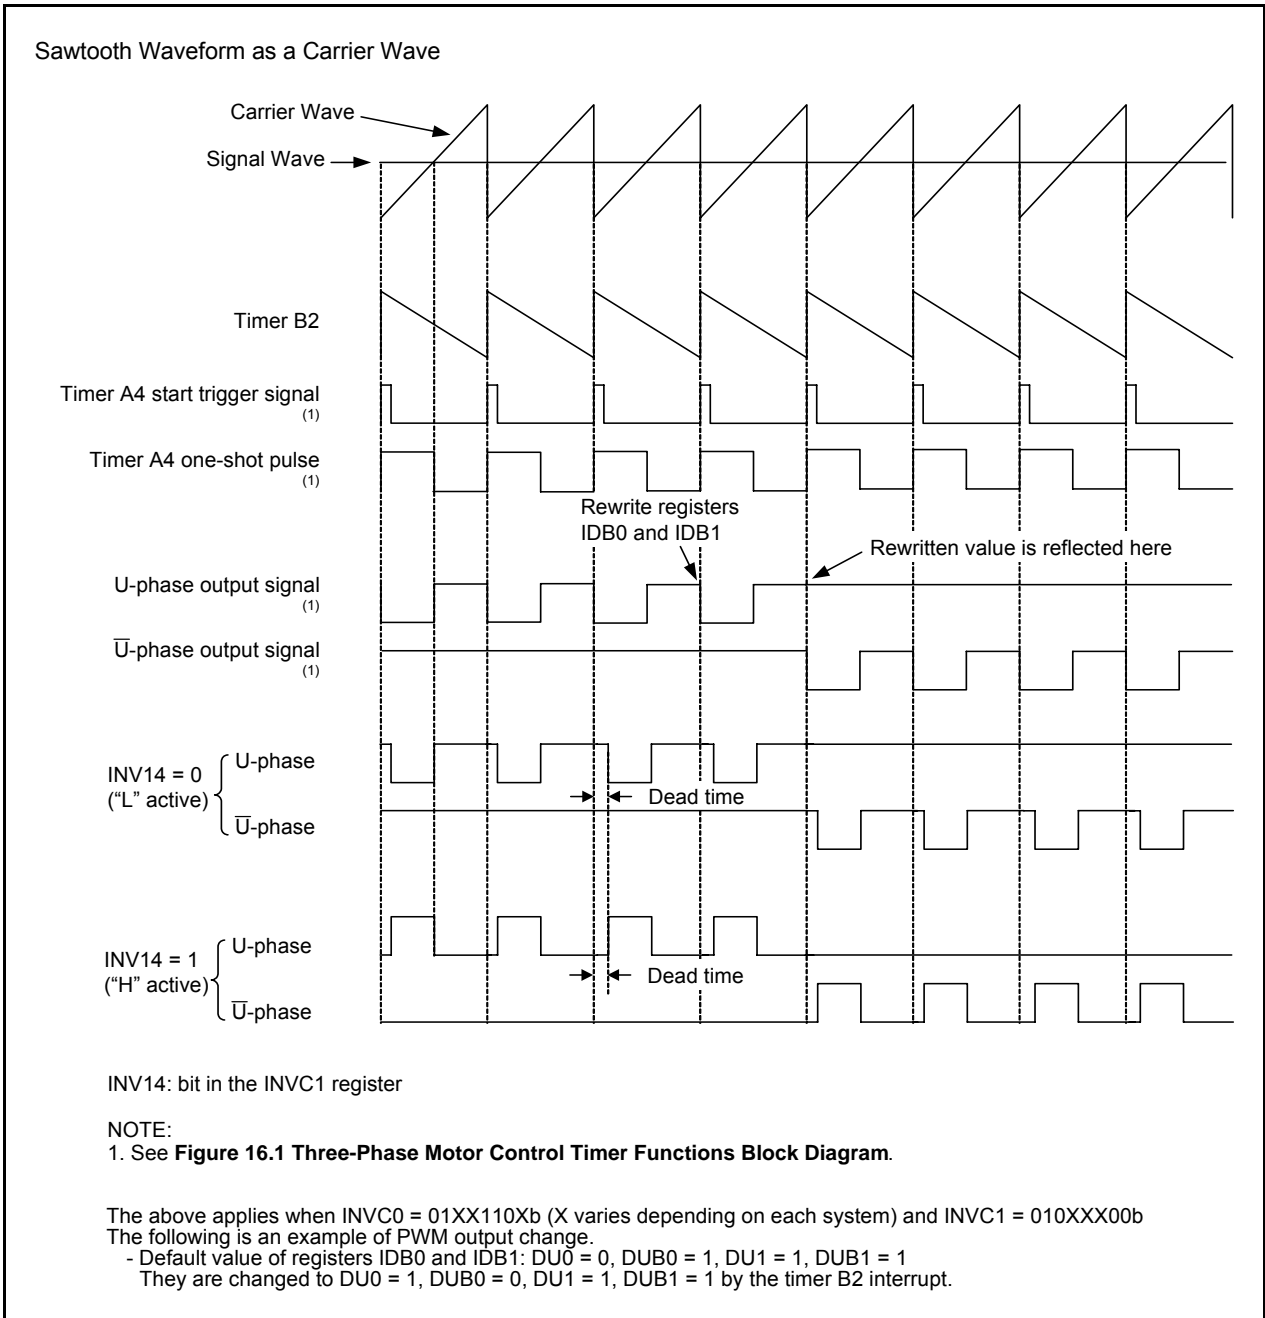 Sawtooth Waveform as a Carrier Wave
Carrier Wave
Signal Wave
Timer B2
Timer A4 start trigger signal
(1)
Timer A4 one-shot pulse
(1)
Rewrite registers
IDB0 and IDB1
Rewritten value is reflected here
U-phase output signal
(1)
U̅-phase output signal
(1)
INV14 = 0
(“L” active)
U-phase
Dead time
U̅-phase
INV14 = 1
(“H” active)
U-phase
Dead time
U̅-phase
INV14: bit in the INVC1 register
NOTE:
1. See Figure 16.1 Three-Phase Motor Control Timer Functions Block Diagram.
The above applies when INVC0 = 01XX110Xb (X varies depending on each system) and INVC1 = 010XXX00b
The following is an example of PWM output change.
- Default value of registers IDB0 and IDB1: DU0 = 0, DUB0 = 1, DU1 = 1, DUB1 = 1
They are changed to DU0 = 1, DUB0 = 0, DU1 = 1, DUB1 = 1 by the timer B2 interrupt.